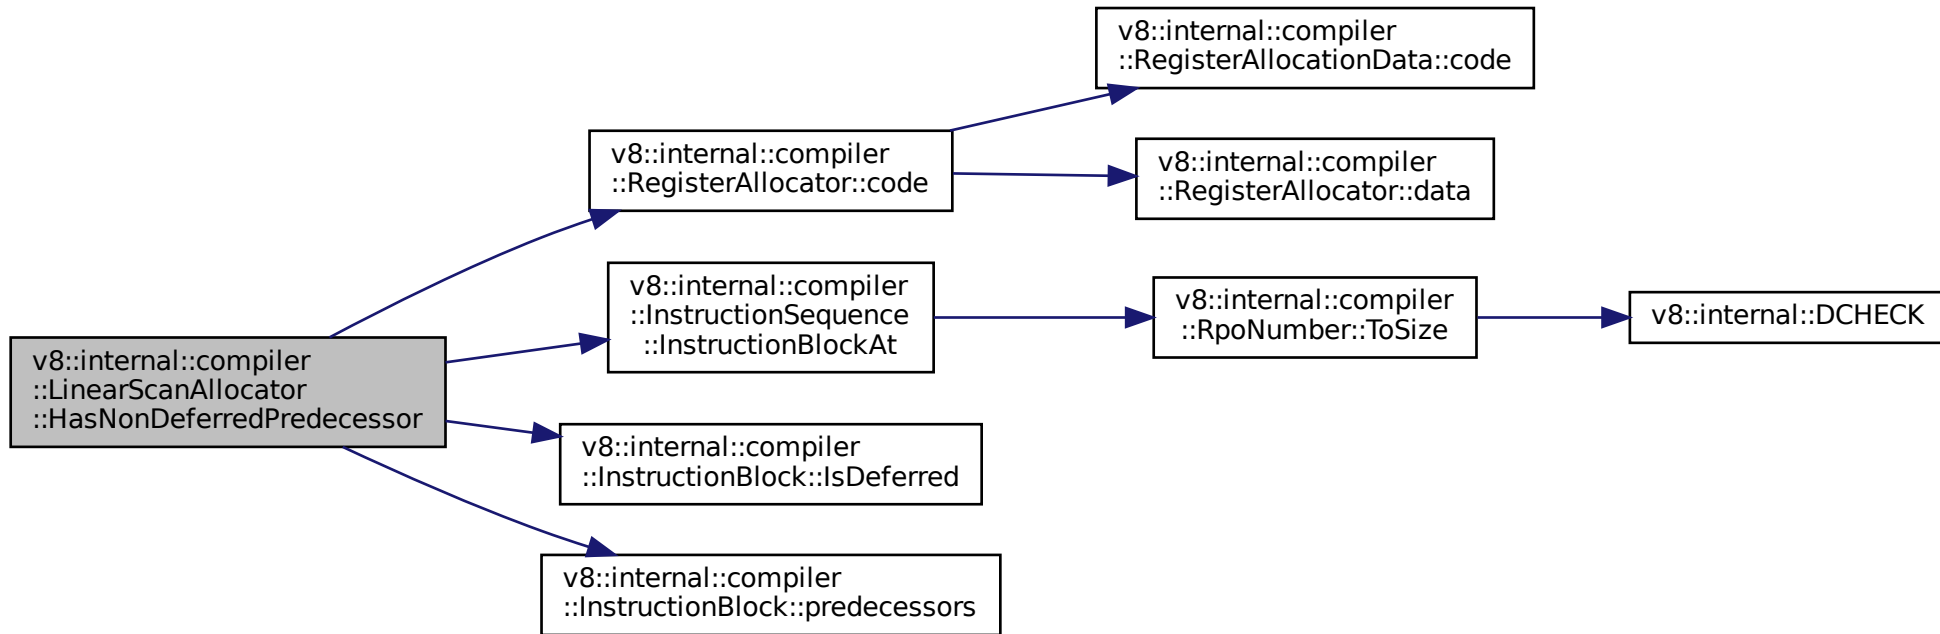 v8::internal::compiler
::LinearScanAllocator
::HasNonDeferredPredecessor
v8::internal::compiler
::RegisterAllocator::code
v8::internal::compiler
::RegisterAllocationData::code
v8::internal::compiler
::RegisterAllocator::data
v8::internal::compiler
::InstructionSequence
::InstructionBlockAt
v8::internal::compiler
::RpoNumber::ToSize
v8::internal::DCHECK
v8::internal::compiler
::InstructionBlock::IsDeferred
v8::internal::compiler
::InstructionBlock::predecessors